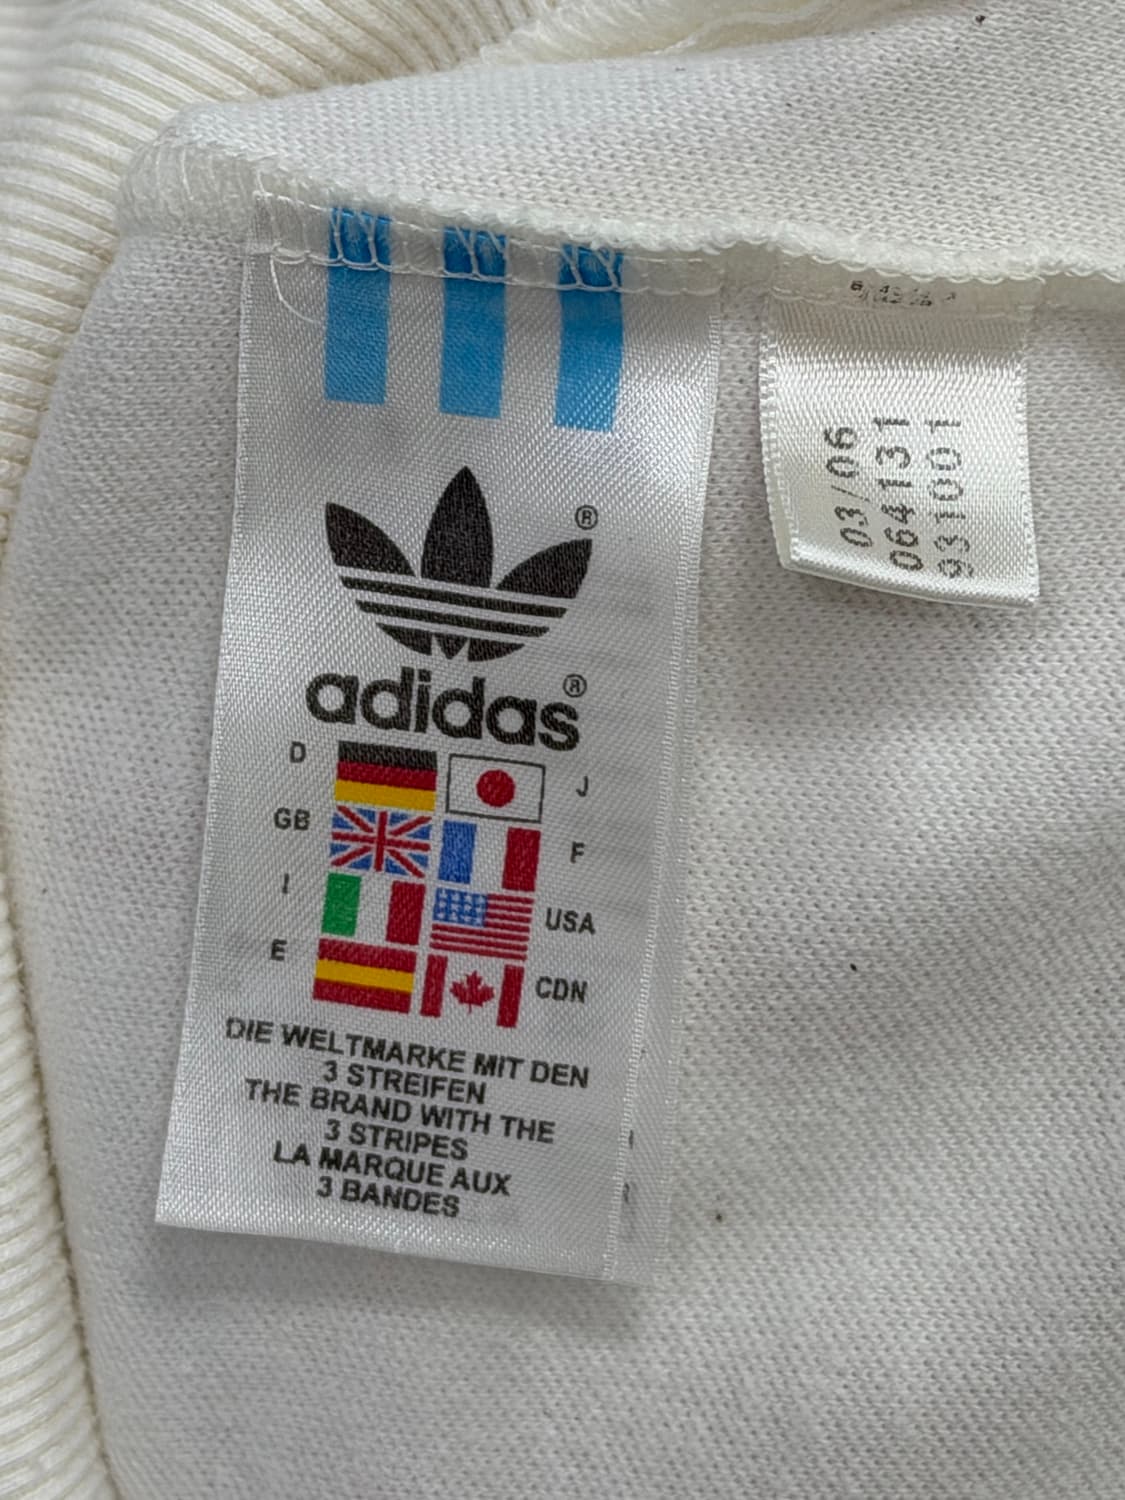 ®
adidas®
D
J
GB
F
I
USA
E
CDN
DIE WELTMARKE MIT DEN
3 STREIFEN
THE BRAND WITH THE
3 STRIPES
LA MARQUE AUX
3 BANDES
03/06
064131
931001